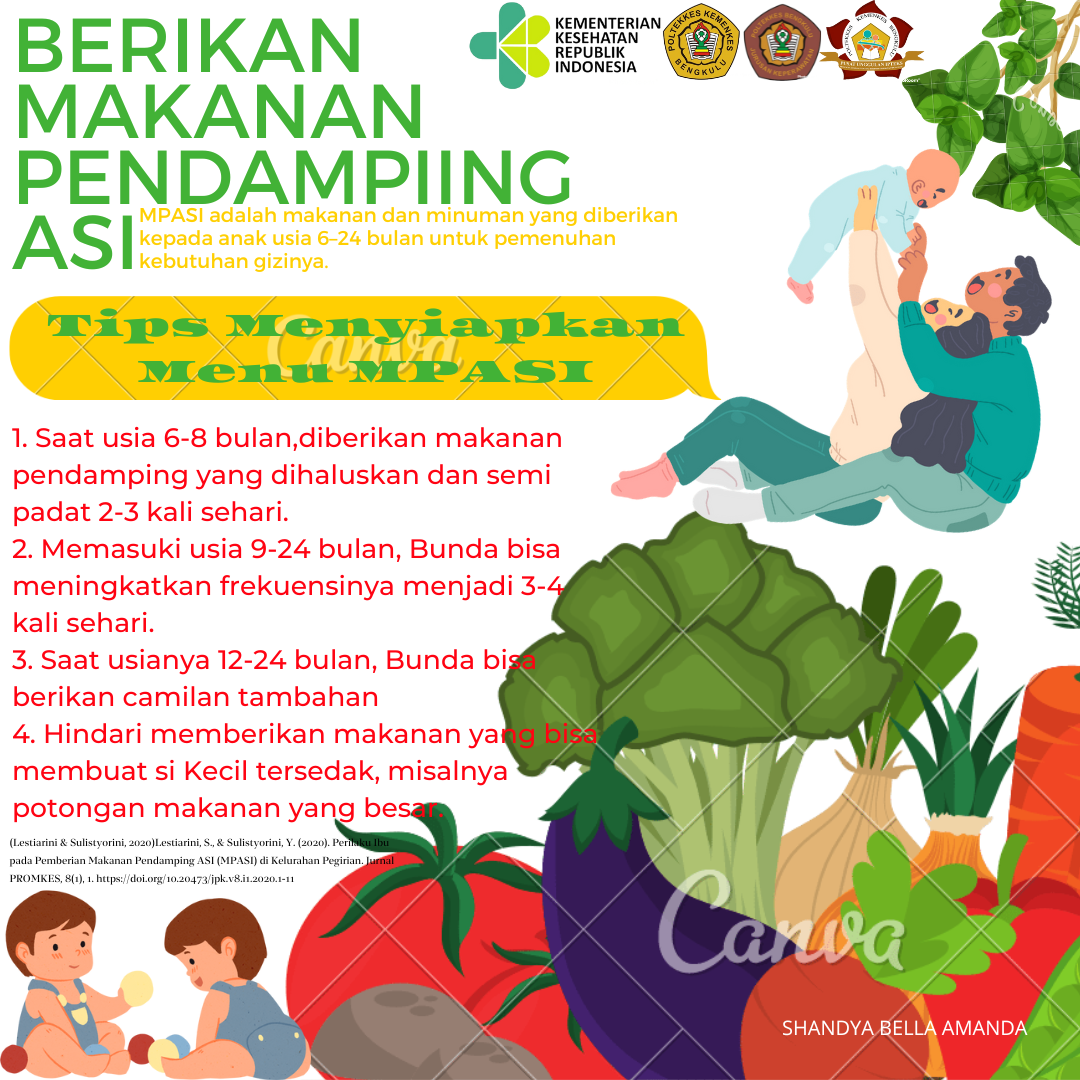 BERIKAN
MAKANAN
PENDAMPIING
ASI
KEMENTERIAN
KESEHATAN
REPUBLIK
INDONESIA
POLTEKKES KEMENKES
BENGKULU
MPASI adalah makanan dan minuman yang diberikan
kepada anak usia 6–24 bulan untuk pemenuhan
kebutuhan gizinya.
Tips Menyiapkan
Menu MPASI
Canva
1. Saat usia 6-8 bulan,diberikan makanan
pendamping yang dihaluskan dan semi
padat 2-3 kali sehari.
2. Memasuki usia 9-24 bulan, Bunda bisa
meningkatkan frekuensinya menjadi 3-4
kali sehari.
3. Saat usianya 12-24 bulan, Bunda bisa
berikan camilan tambahan
4. Hindari memberikan makanan yang bisa
membuat si Kecil tersedak, misalnya
potongan makanan yang besar.
(Lestiarini & Sulistyorini, 2020)Lestiarini, S., & Sulistyorini, Y. (2020). Perilaku Ibu
pada Pemberian Makanan Pendamping ASI (MPASI) di Kelurahan Pegirian. Jurnal
PROMKES, 8(1), 1. https://doi.org/10.20473/jpk.v8.i1.2020.1-11
Canva
SHANDYA BELLA AMANDA